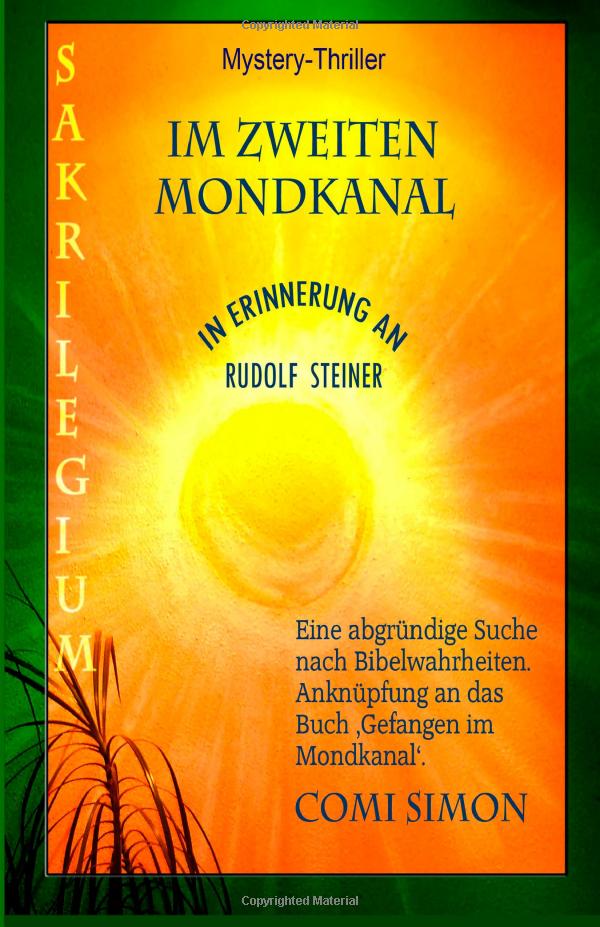 Copyrighted Material
Mystery-Thriller
SAKRILEGIUM
IM ZWEITEN
MONDKANAL
IN ERINNERUNG AN
RUDOLF STEINER
Eine abgründige Suche
nach Bibelwahrheiten.
Anknüpfung an das
Buch ‚Gefangen im
Mondkanal‘.
COMI SIMON
Copyrighted Material